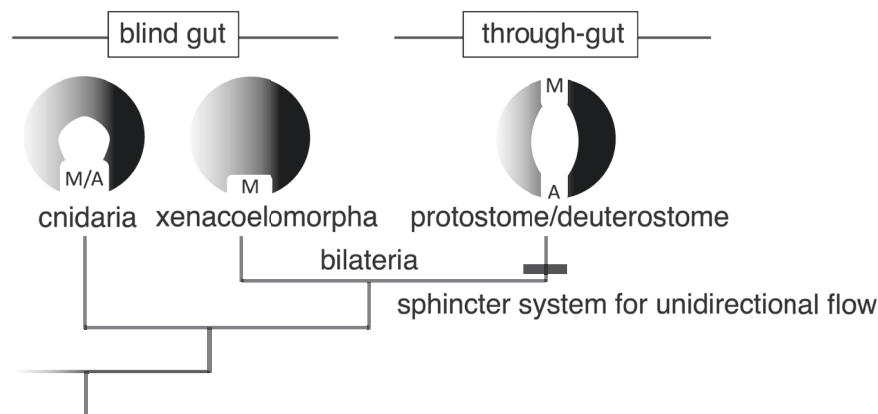 blind gut
through-gut
M/A
M
M
A
cnidaria
xenacoelomorpha
protostome/deuterostome
bilateria
sphincter system for unidirectional flow